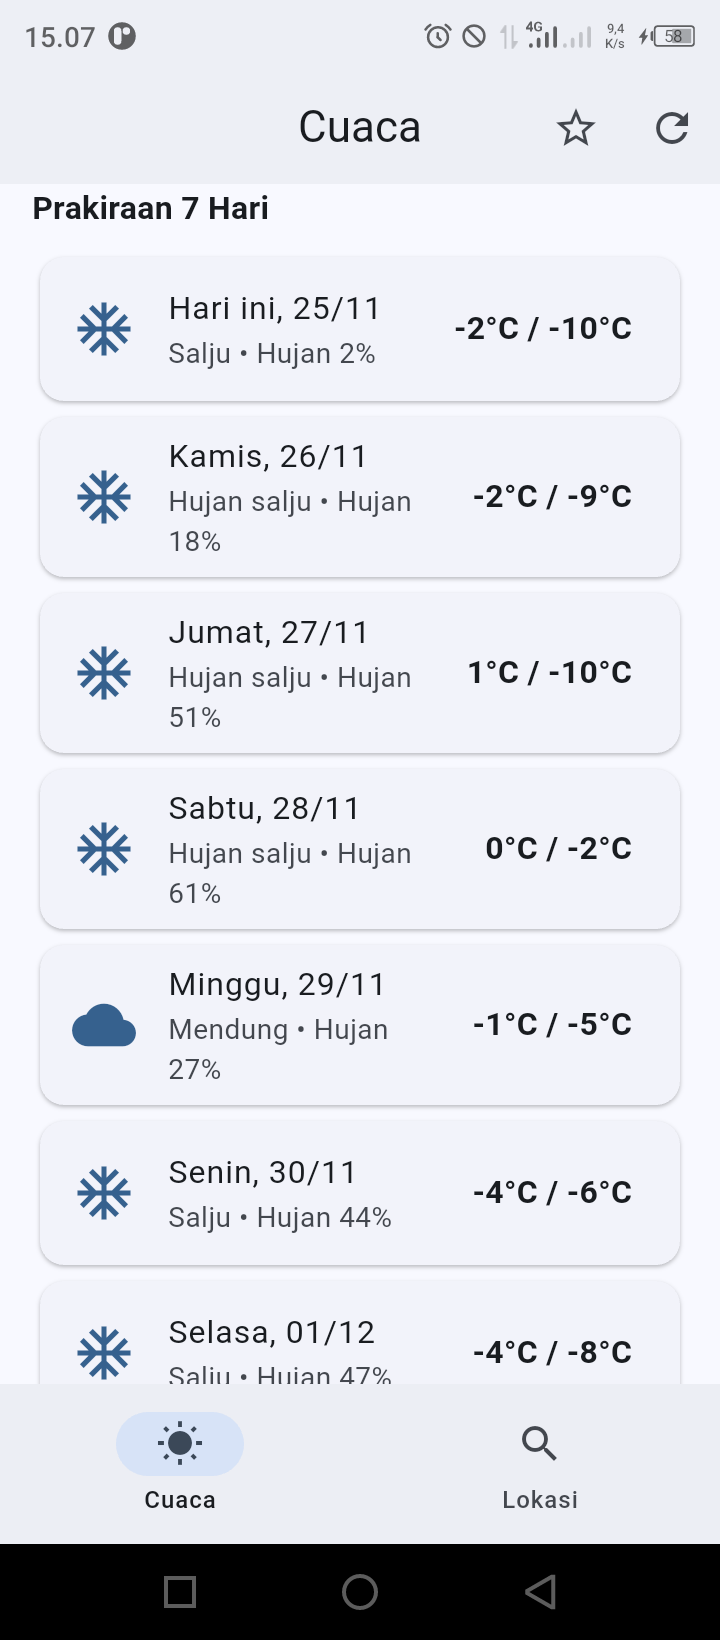 15.07
4G
9,4
K/s
58
Cuaca
Prakiraan 7 Hari
Hari ini, 25/11
Salju • Hujan 2%
-2°C / -10°C
Kamis, 26/11
Hujan salju • Hujan
18%
-2°C / -9°C
Jumat, 27/11
Hujan salju • Hujan
51%
1°C / -10°C
Sabtu, 28/11
Hujan salju • Hujan
61%
0°C / -2°C
Minggu, 29/11
Mendung • Hujan
27%
-1°C / -5°C
Senin, 30/11
Salju • Hujan 44%
-4°C / -6°C
Selasa, 01/12
Salju • Hujan 47%
-4°C / -8°C
Cuaca
Lokasi